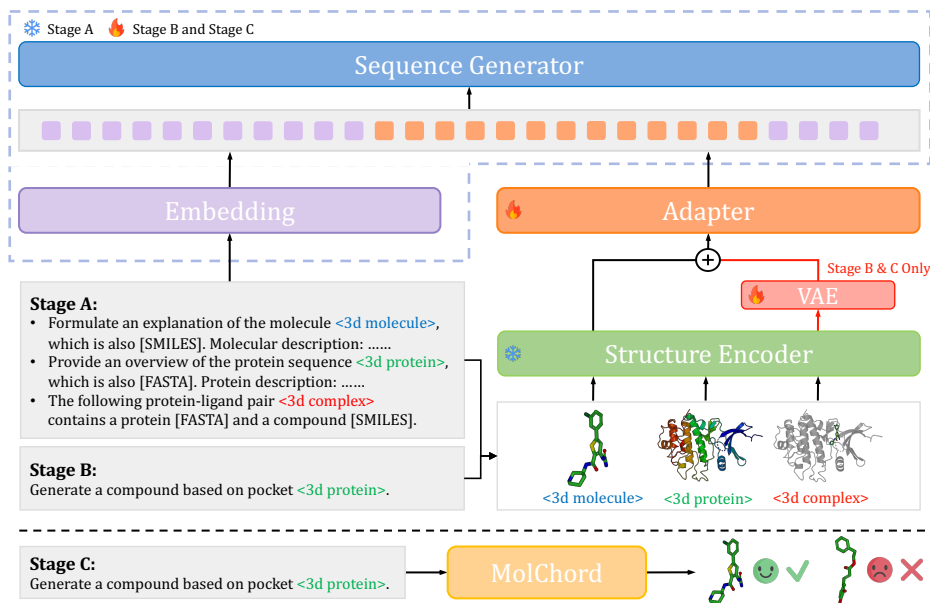 Stage A Stage B and Stage C
Sequence Generator
Embedding
Adapter
Stage B & C Only
VAE
Structure Encoder
Stage A:
• Formulate an explanation of the molecule <3d molecule>,
which is also [SMILES]. Molecular description: ……
• Provide an overview of the protein sequence <3d protein>,
which is also [FASTA]. Protein description: ……
• The following protein-ligand pair <3d complex>
contains a protein [FASTA] and a compound [SMILES].
Stage B:
Generate a compound based on pocket <3d protein>.
<3d molecule> <3d protein> <3d complex>
Stage C:
Generate a compound based on pocket <3d protein>.
MolChord